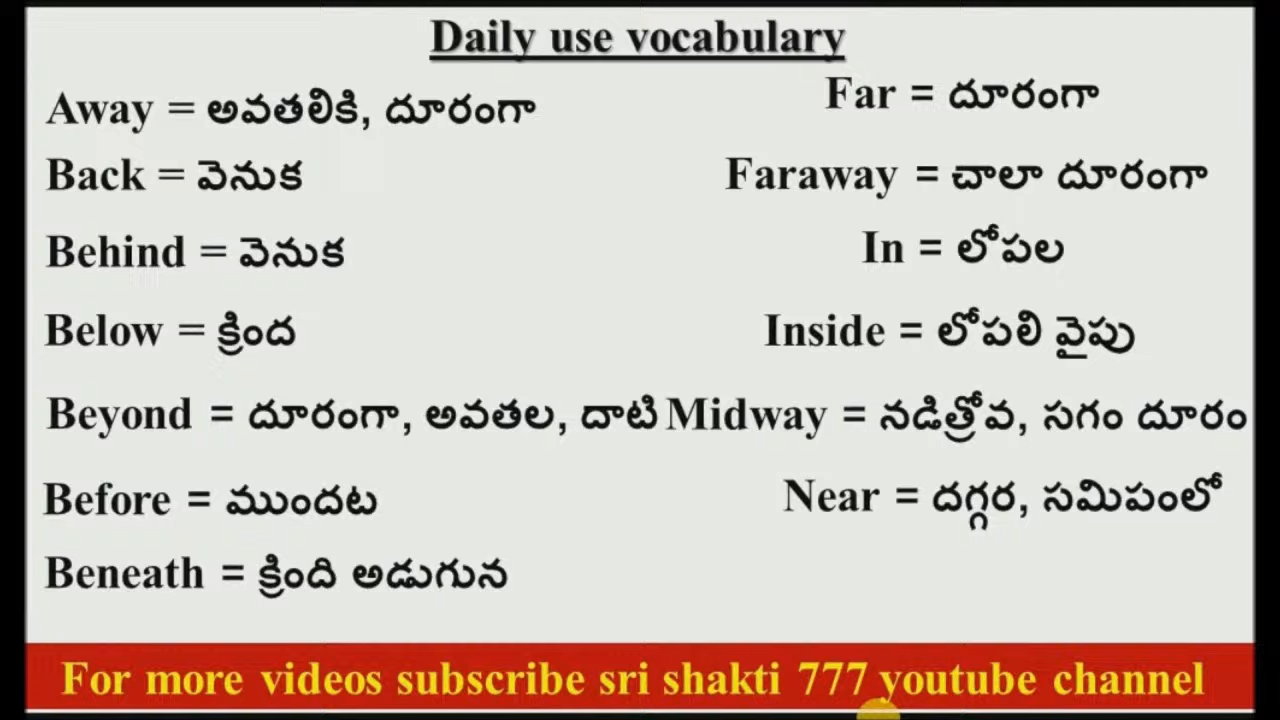 Daily use vocabulary
Away = అవతలికి, దూరంగా
Back = వెనుక
Behind = వెనుక
Below = క్రింద
Beyond = దూరంగా, అవతల, దాటి
Before = ముందట
Beneath = క్రింది అడుగున
Far = దూరంగా
Faraway = చాలా దూరంగా
In = లోపల
Inside = లోపలి వైపు
Midway = నడిత్రోవ, సగం దూరం
Near = దగ్గర, సమిపంలో
For more videos subscribe sri shakti 777 youtube channel